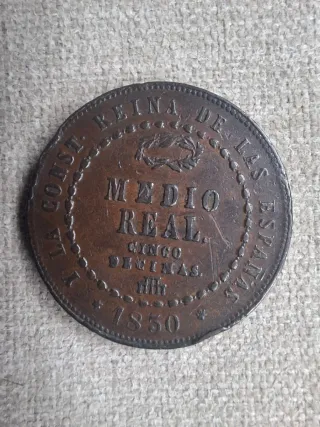 Y LA CONST. REINA DE LAS ESPAÑAS
MEDIO
REAL.
CINCO
DECIMAS.
* 1850 *